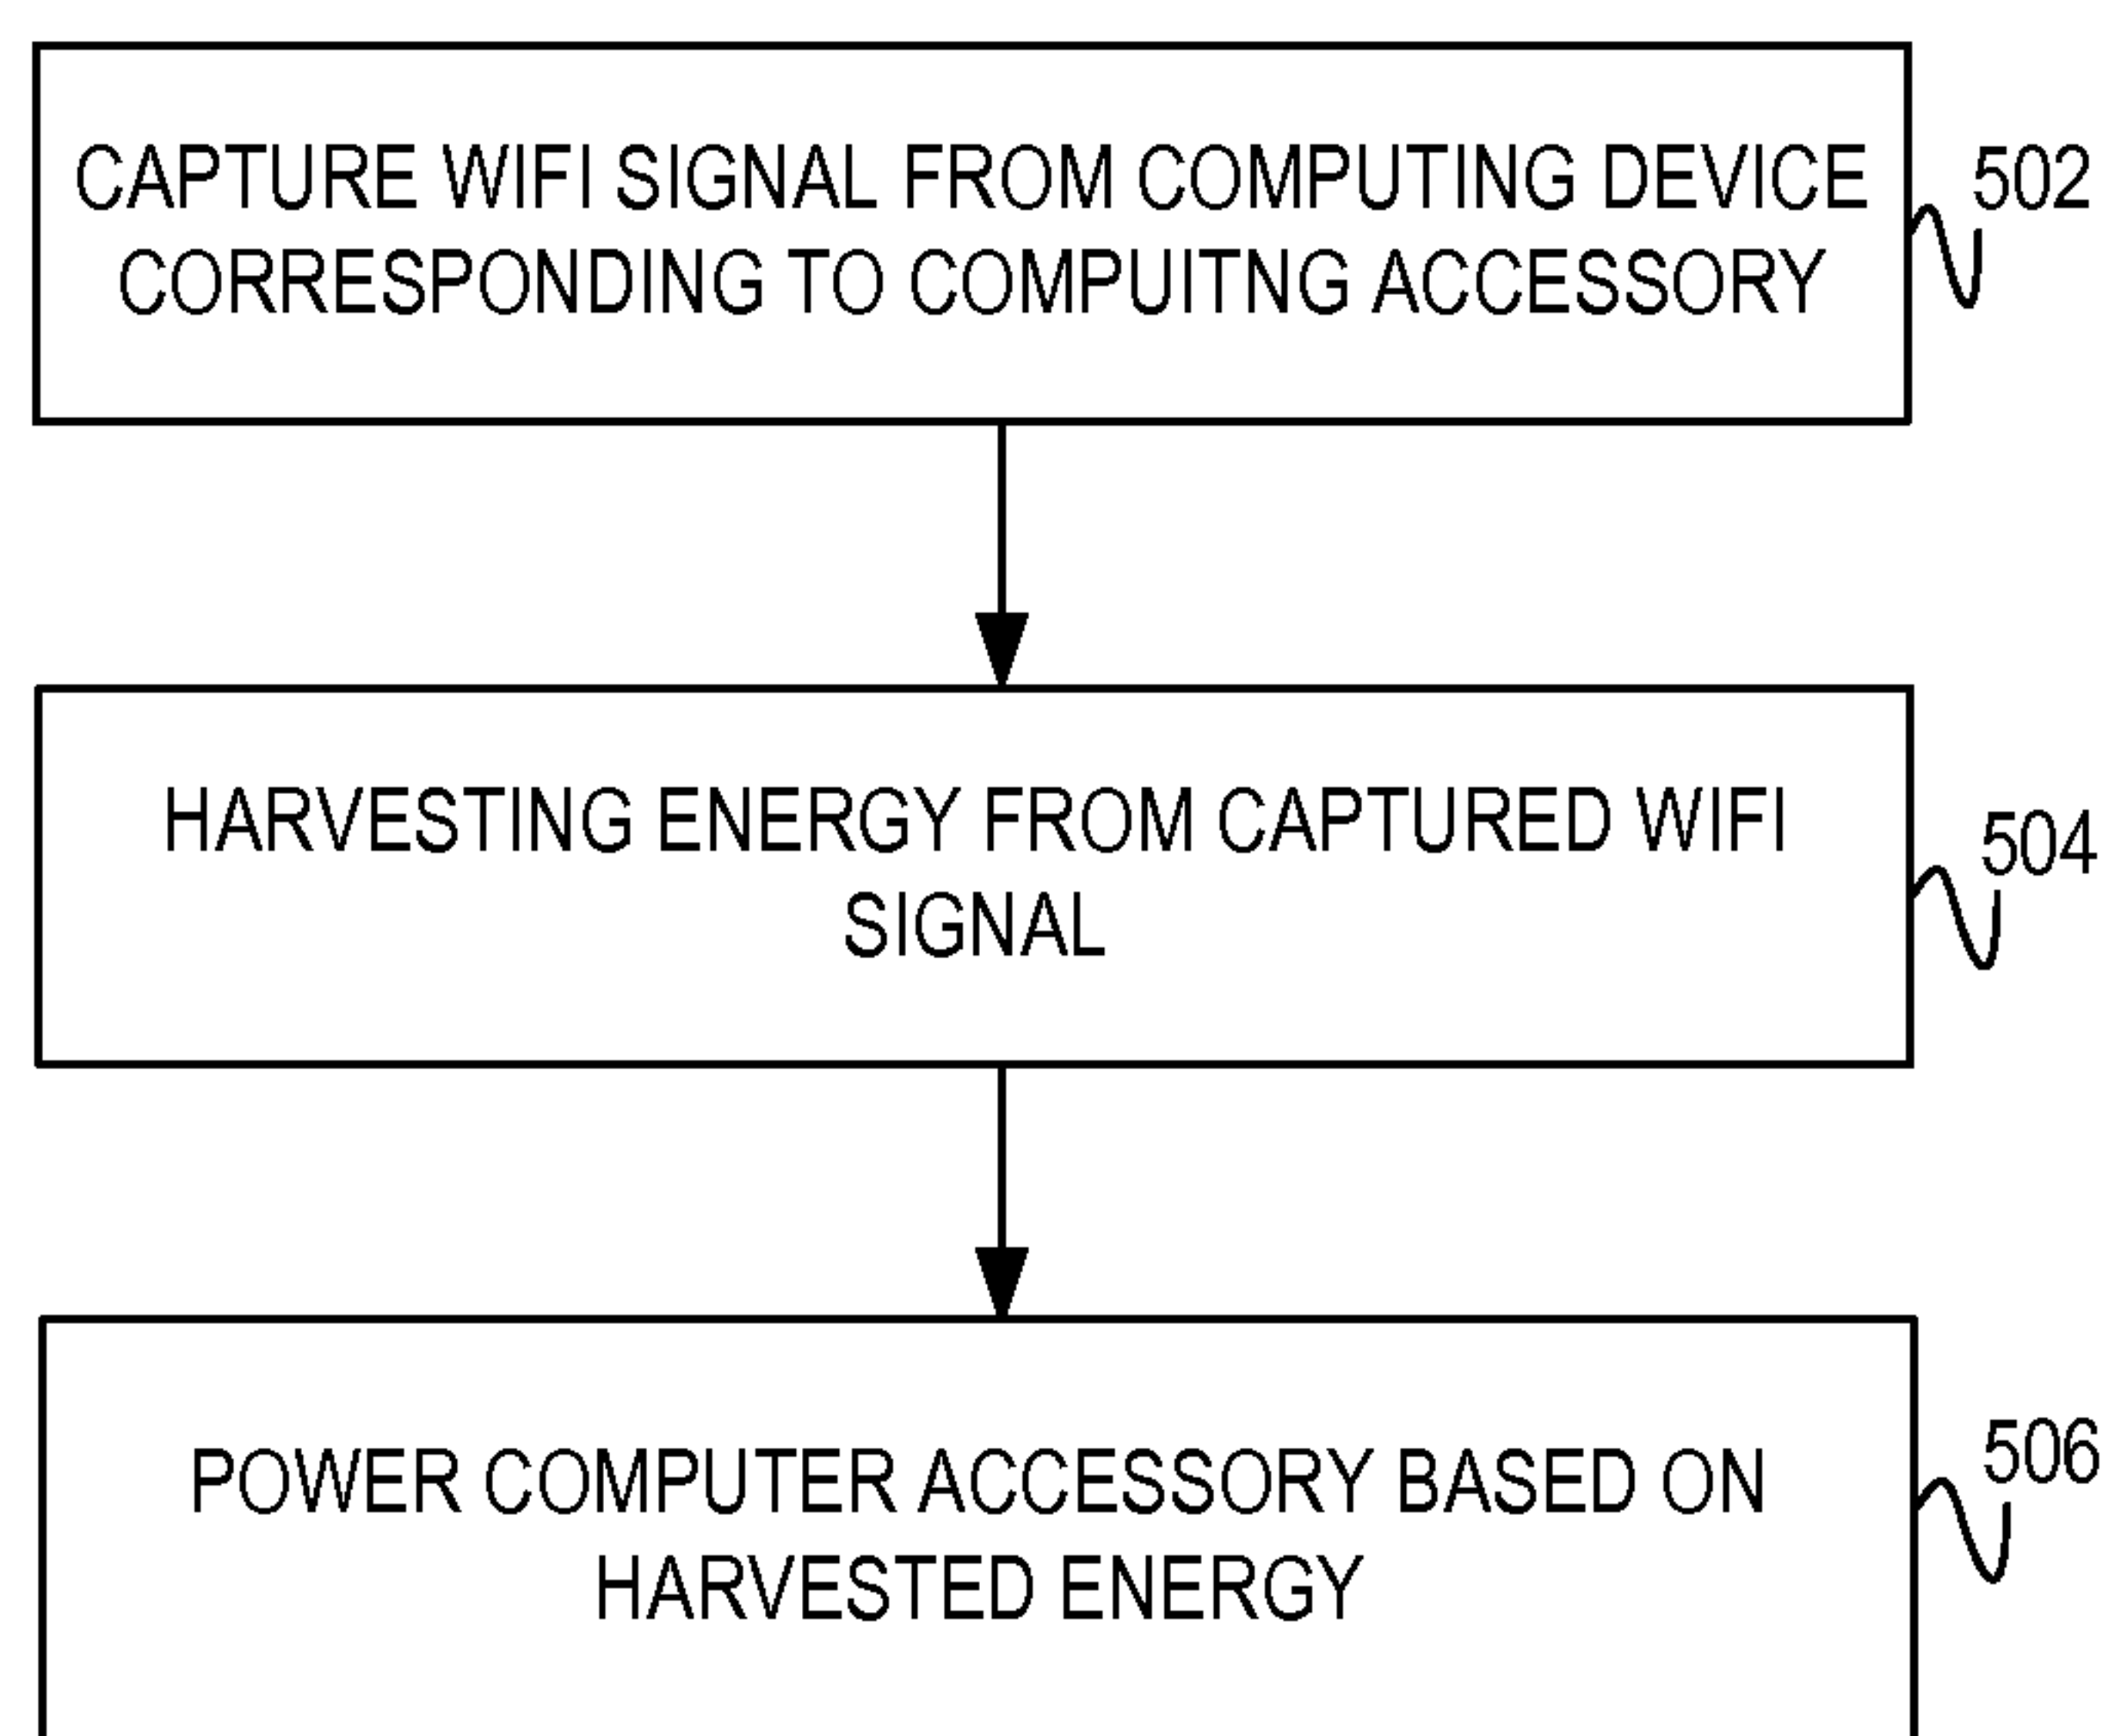 CAPTURE WIFI SIGNAL FROM COMPUTING DEVICE
CORRESPONDING TO COMPUITNG ACCESSORY
502
HARVESTING ENERGY FROM CAPTURED WIFI
SIGNAL
504
POWER COMPUTER ACCESSORY BASED ON
HARVESTED ENERGY
506